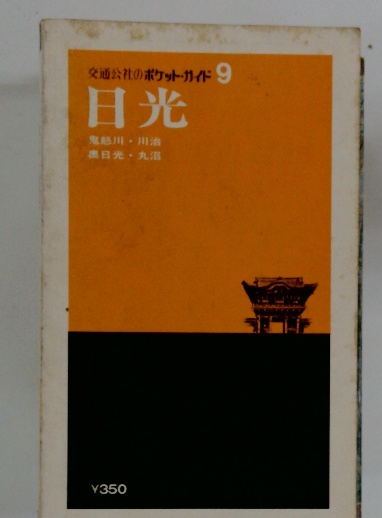 交通公社のポケット・ガイド9
日光
鬼怒川・川治
奥日光・丸沼
¥350